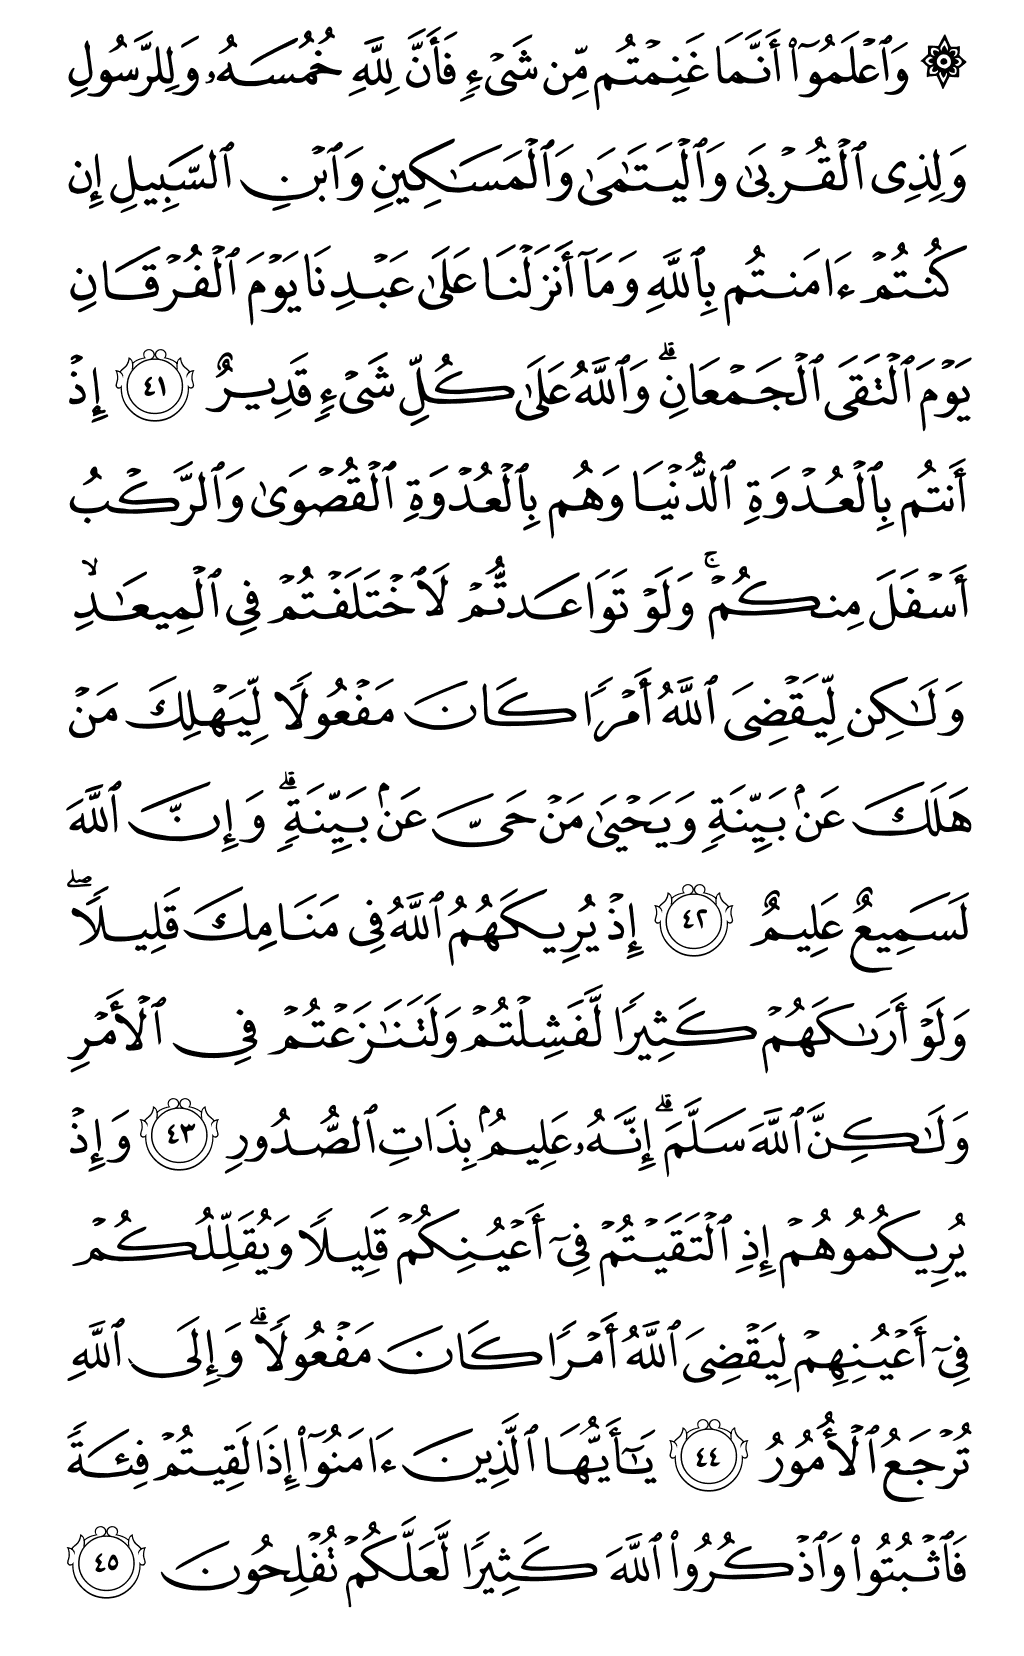 ۞ وَٱعۡلَمُوٓاْ أَنَّمَا غَنِمۡتُم مِّن شَيۡءٖ فَأَنَّ لِلَّهِ خُمُسَهُۥ وَلِلرَّسُولِ
وَلِذِي ٱلۡقُرۡبَىٰ وَٱلۡيَتَٰمَىٰ وَٱلۡمَسَٰكِينِ وَٱبۡنِ ٱلسَّبِيلِ إِن
كُنتُمۡ ءَامَنتُم بِٱللَّهِ وَمَآ أَنزَلۡنَا عَلَىٰ عَبۡدِنَا يَوۡمَ ٱلۡفُرۡقَانِ
يَوۡمَ ٱلۡتَقَى ٱلۡجَمۡعَانِۗ وَٱللَّهُ عَلَىٰ كُلِّ شَيۡءٖ قَدِيرٌ ٤١ إِذۡ
أَنتُم بِٱلۡعُدۡوَةِ ٱلدُّنۡيَا وَهُم بِٱلۡعُدۡوَةِ ٱلۡقُصۡوَىٰ وَٱلرَّكۡبُ
أَسۡفَلَ مِنكُمۡۚ وَلَوۡ تَوَاعَدتُّمۡ لَٱخۡتَلَفۡتُمۡ فِي ٱلۡمِيعَٰدِ ۙ
وَلَٰكِن لِّيَقۡضِيَ ٱللَّهُ أَمۡرٗا كَانَ مَفۡعُولٗا لِّيَهۡلِكَ مَنۡ
هَلَكَ عَنۢ بَيِّنَةٖ وَيَحۡيَىٰ مَنۡ حَيَّ عَنۢ بَيِّنَةٖۗ وَإِنَّ ٱللَّهَ
لَسَمِيعٌ عَلِيمٌ ٤٢ إِذۡ يُرِيكَهُمُ ٱللَّهُ فِي مَنَامِكَ قَلِيلٗاۖ
وَلَوۡ أَرَىٰكَهُمۡ كَثِيرٗا لَّفَشِلۡتُمۡ وَلَتَنَٰزَعۡتُمۡ فِي ٱلۡأَمۡرِ
وَلَٰكِنَّ ٱللَّهَ سَلَّمَۗ إِنَّهُۥ عَلِيمُۢ بِذَاتِ ٱلصُّدُورِ ٤٣ وَإِذۡ
يُرِيكُمُوهُمۡ إِذِ ٱلۡتَقَيۡتُمۡ فِيٓ أَعۡيُنِكُمۡ قَلِيلٗا وَيُقَلِّلُكُمۡ
فِيٓ أَعۡيُنِهِمۡ لِيَقۡضِيَ ٱللَّهُ أَمۡرٗا كَانَ مَفۡعُولٗاۗ وَإِلَى ٱللَّهِ
تُرۡجَعُ ٱلۡأُمُورُ ٤٤ يَٰٓأَيُّهَا ٱلَّذِينَ ءَامَنُوٓاْ إِذَا لَقِيتُمۡ فِئَةٗ
فَٱثۡبُتُواْ وَٱذۡكُرُواْ ٱللَّهَ كَثِيرٗا لَّعَلَّكُمۡ تُفۡلِحُونَ ٤٥